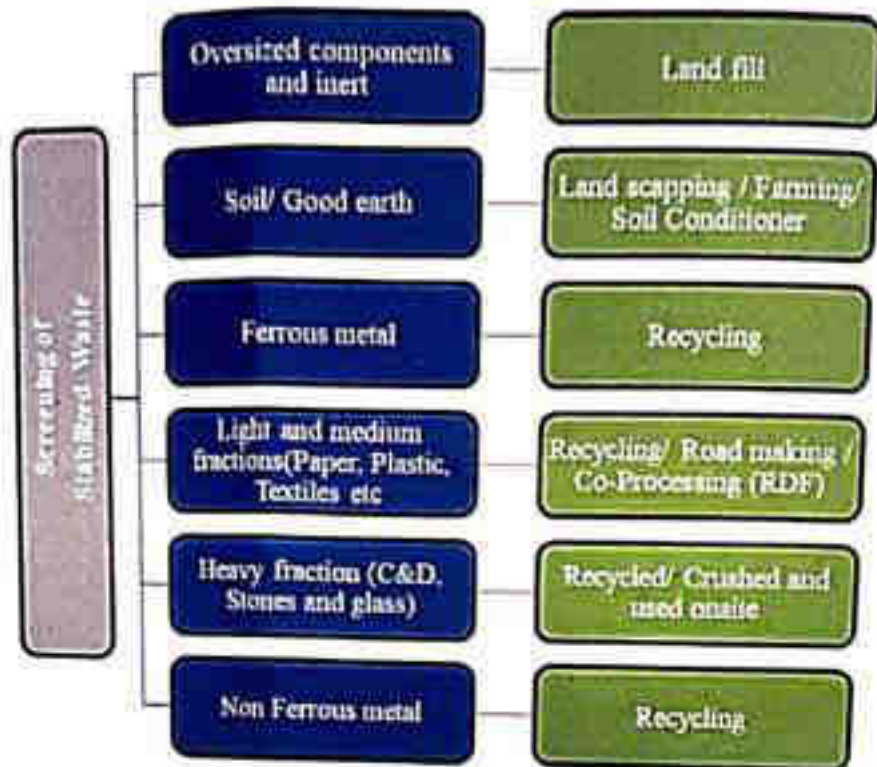 Screening of
Stabilized Waste
Oversized components
and inert
Land fill
Soil/ Good earth
Land scapping / Farming/
Soil Conditioner
Ferrous metal
Recycling
Light and medium
fractions(Paper, Plastic,
Textiles etc
Recycling/ Road making /
Co-Processing (RDF)
Heavy fraction (C&D,
Stones and glass)
Recycled/ Crushed and
used onsite
Non Ferrous metal
Recycling